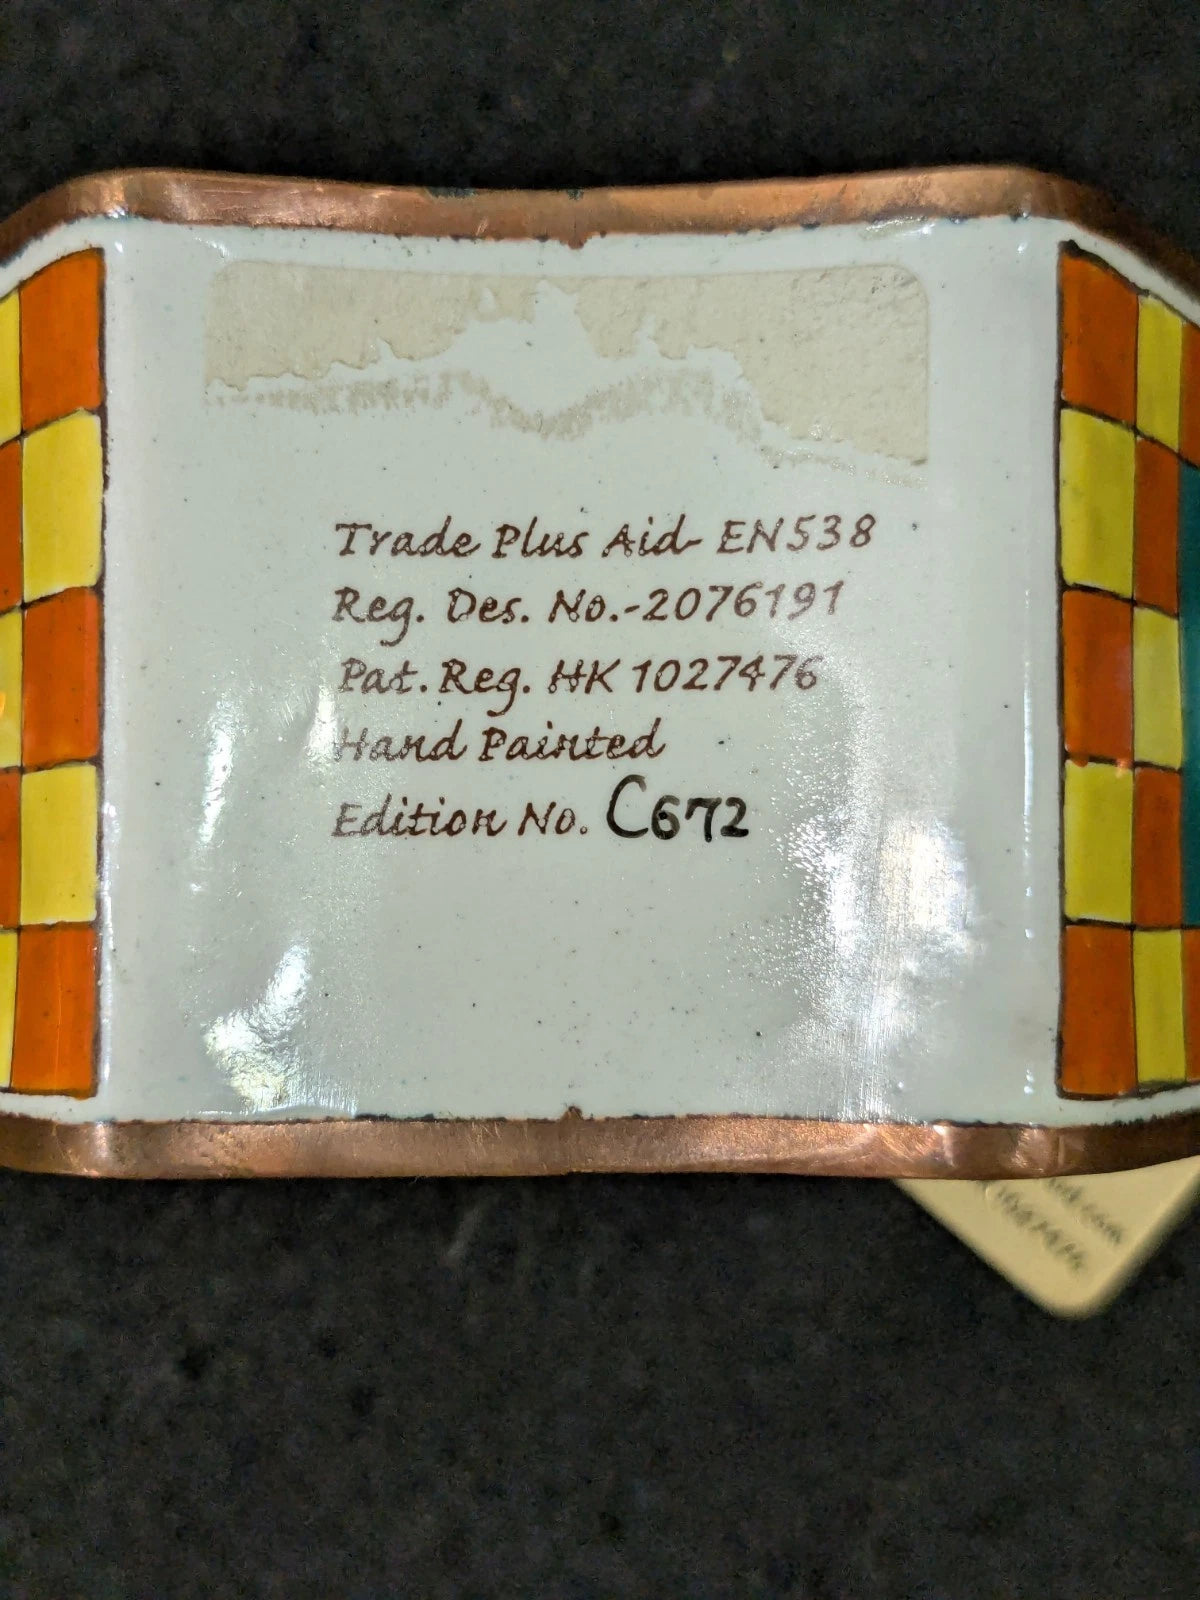 Trade Plus Aid- EN538
Reg. Des. No.-2076191
Pat. Reg. HK 1027476
Hand Painted
Edition No. C672